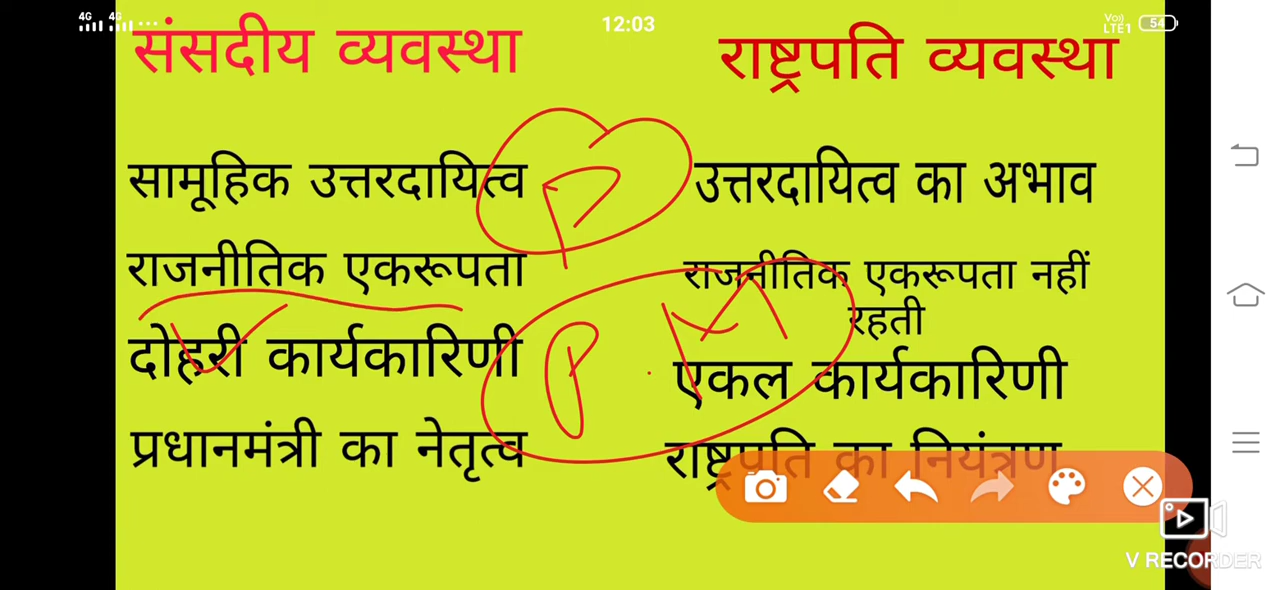 4G 4G 12:03 Vo) LTE1 54
संसदीय व्यवस्था राष्ट्रपति व्यवस्था
सामूहिक उत्तरदायित्व P उत्तरदायित्व का अभाव
राजनीतिक एकरूपता राजनीतिक एकरूपता नहीं
रहती
दोहरी कार्यकारिणी P M एकल कार्यकारिणी
प्रधानमंत्री का नेतृत्व राष्ट्रपति का नियंत्रण
V RECORDER